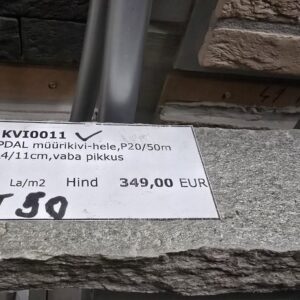 KVI0011 ✓
PDAL müürikivi-hele,P20/50m
4/11cm,vaba pikkus
La/m2 Hind 349,00 EUR
50